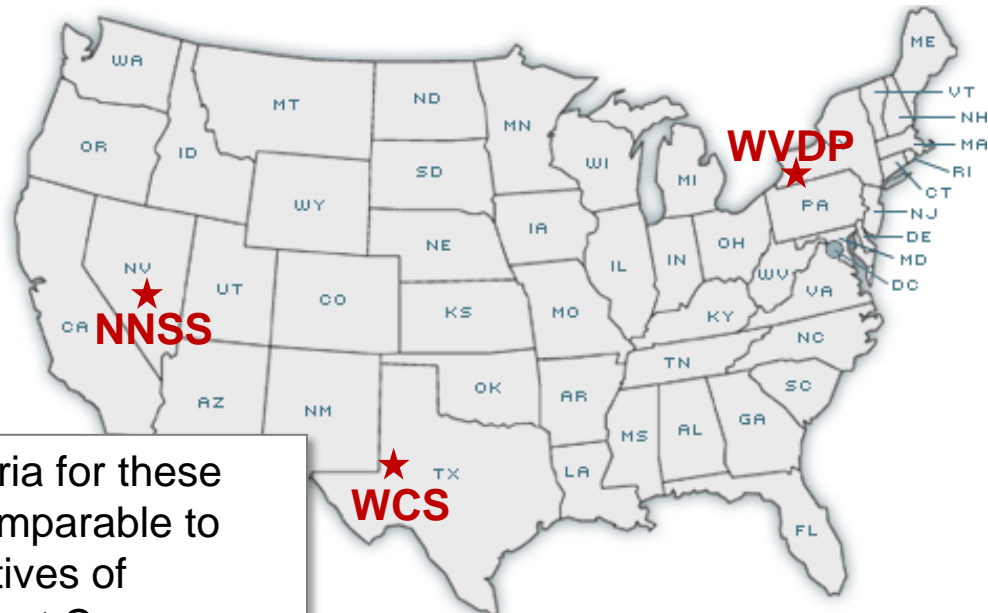 ME
WA
VT
MT
ND
NH
MN
OR
MA
WVDP
ID
WI
RI
SD
MI
CT
WY
PA
NJ
IA
NE
OH
DE
NV
IL
IN
MD
UT
WV
CO
VA
DC
KS
MO
KY
CA
NNSS
NC
TN
OK
AR
SC
AZ
NM
MS
AL
GA
TX
LA
WCS
FL
ria for these
mparable to
tives of